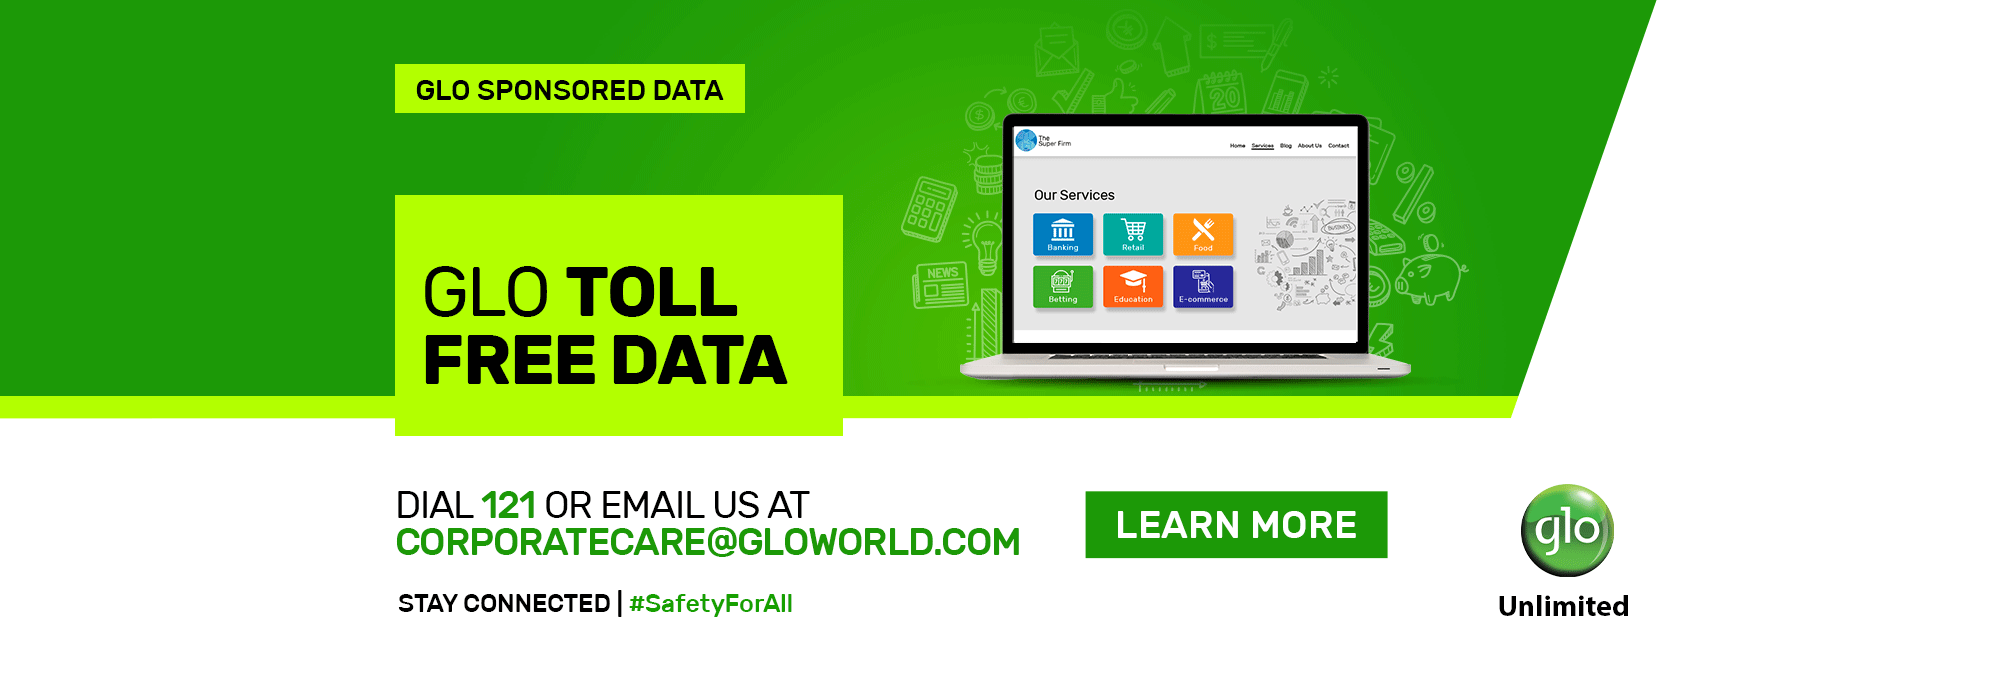 GLO SPONSORED DATA
GLO TOLL
FREE DATA
The
Super Firm
Home Services Blog About Us Contact
Our Services
Banking Retail Food
Betting Education E-commerce
BUSINESS
NEWS
20
DIAL 121 OR EMAIL US AT
CORPORATECARE@GLOWORLD.COM
STAY CONNECTED | #SafetyForAll
LEARN MORE
glo
Unlimited